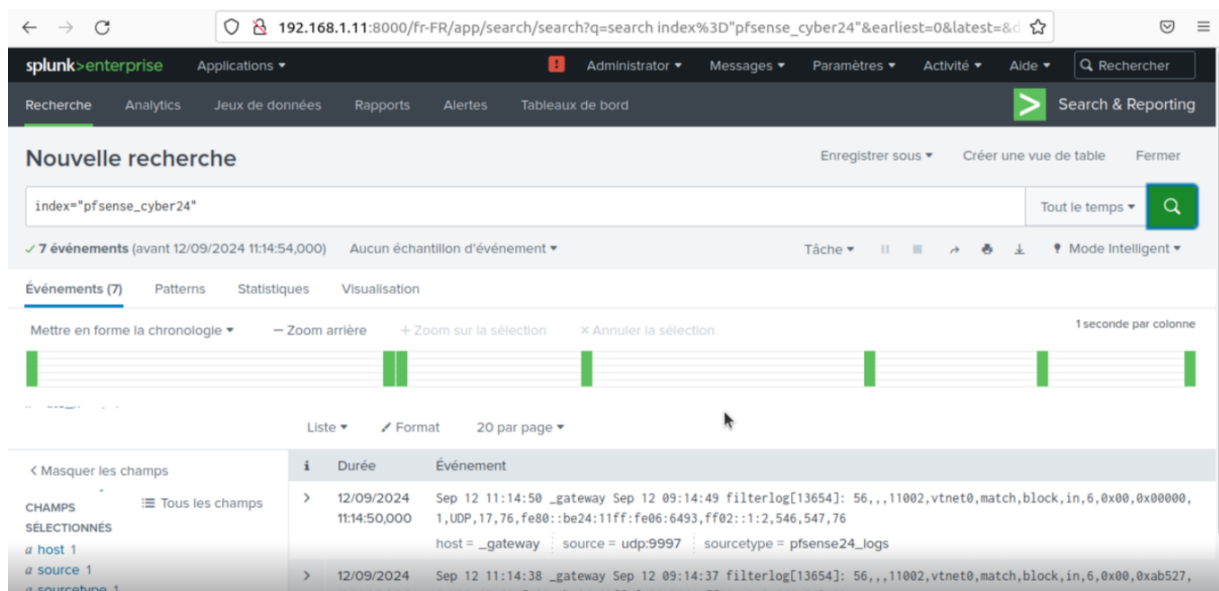 192.168.1.11:8000/fr-FR/app/search/search?q=search index%3D"pfsense_cyber24"&earliest=0&latest=&d
splunk>enterprise Applications ▾ ! Administrator ▾ Messages ▾ Paramètres ▾ Activité ▾ Aide ▾ Rechercher
Recherche Analytics Jeux de données Rapports Alertes Tableaux de bord > Search & Reporting
Nouvelle recherche Enregistrer sous ▾ Créer une vue de table Fermer
index="pfsense_cyber24" Tout le temps ▾
✓ 7 événements (avant 12/09/2024 11:14:54,000) Aucun échantillon d'événement ▾ Tâche ▾ Mode Intelligent ▾
Événements (7) Patterns Statistiques Visualisation
Mettre en forme la chronologie ▾ — Zoom arrière + Zoom sur la sélection × Annuler la sélection 1 seconde par colonne
Liste ▾ Format 20 par page ▾
< Masquer les champs i Durée Événement
CHAMPS SÉLECTIONNÉS Tous les champs
> 12/09/2024 11:14:50,000 Sep 12 11:14:50 _gateway Sep 12 09:14:49 filterlog[13654]: 56,,,11002,vtnet0,match,block,in,6,0x00,0x00000,
1,UDP,17,76,fe80::be24:11ff:fe06:6493,ff02::1:2,546,547,76
a host 1 host = _gateway source = udp:9997 sourcetype = pfsense24_logs
a source 1
> 12/09/2024 Sep 12 11:14:38 _gateway Sep 12 09:14:37 filterlog[13654]: 56,,,11002,vtnet0,match,block,in,6,0x00,0xab527,
a sourcetype 1